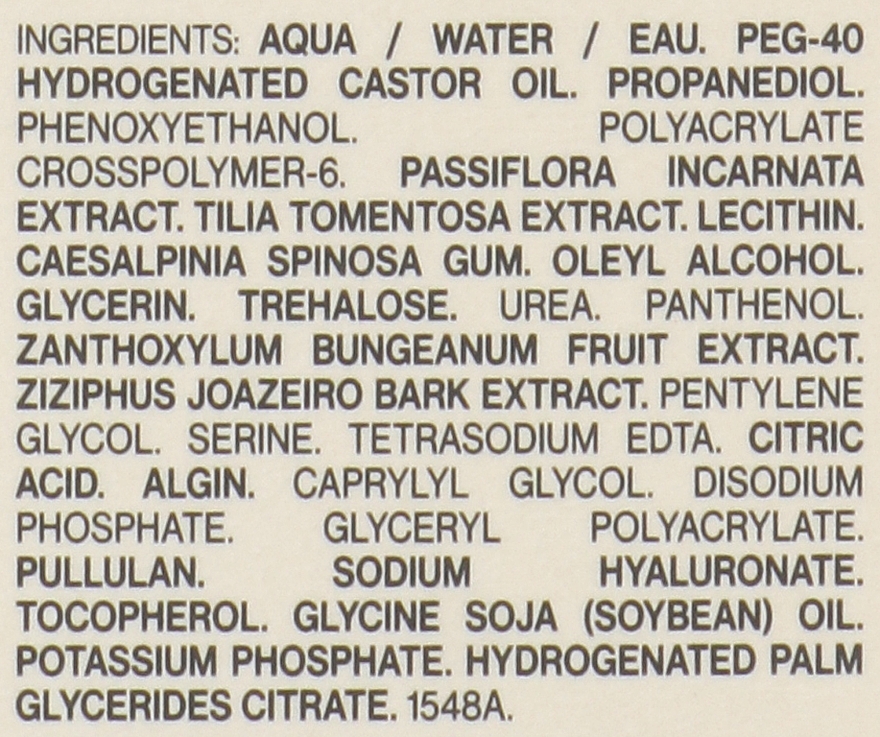 INGREDIENTS: AQUA / WATER / EAU. PEG-40
HYDROGENATED CASTOR OIL. PROPANEDIOL.
PHENOXYETHANOL. POLYACRYLATE
CROSSPOLYMER-6. PASSIFLORA INCARNATA
EXTRACT. TILIA TOMENTOSA EXTRACT. LECITHIN.
CAESALPINIA SPINOSA GUM. OLEYL ALCOHOL.
GLYCERIN. TREHALOSE. UREA. PANTHENOL.
ZANTHOXYLUM BUNGEANUM FRUIT EXTRACT.
ZIZIPHUS JOAZEIRO BARK EXTRACT. PENTYLENE
GLYCOL. SERINE. TETRASODIUM EDTA. CITRIC
ACID. ALGIN. CAPRYLYL GLYCOL. DISODIUM
PHOSPHATE. GLYCERYL POLYACRYLATE.
PULLULAN. SODIUM HYALURONATE.
TOCOPHEROL. GLYCINE SOJA (SOYBEAN) OIL.
POTASSIUM PHOSPHATE. HYDROGENATED PALM
GLYCERIDES CITRATE. 1548A.